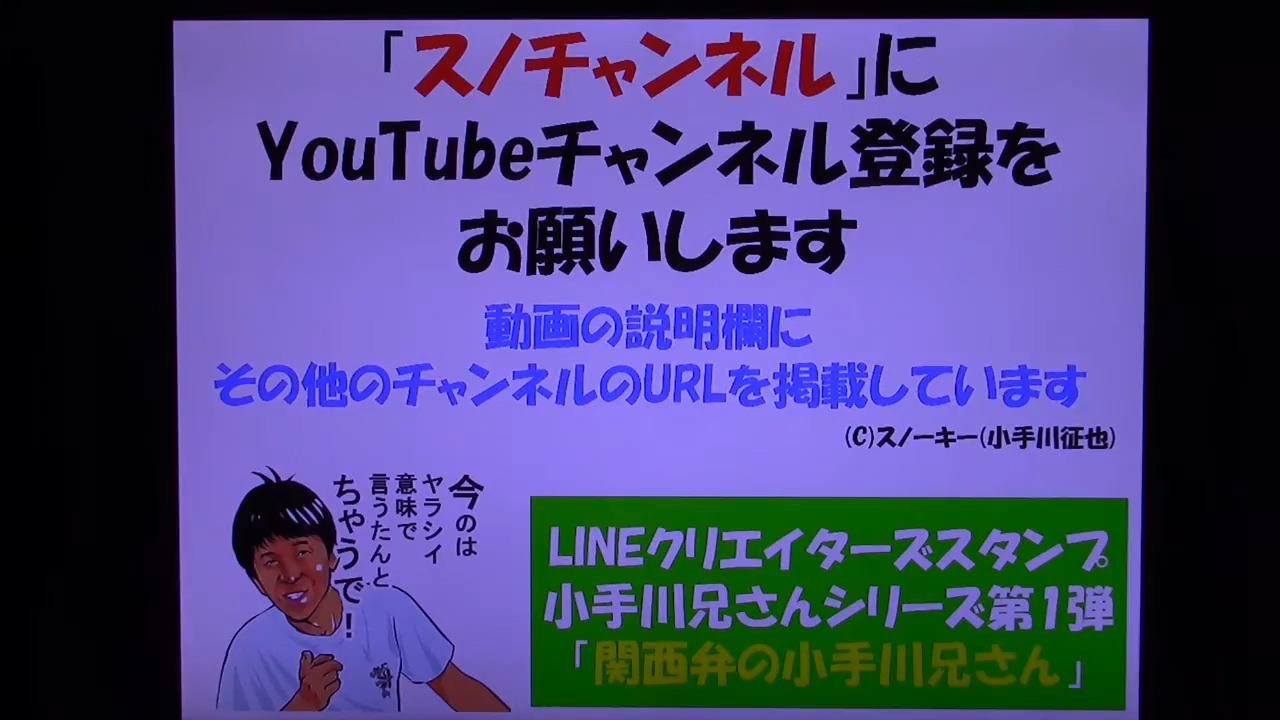 「スノチャンネル」に
YouTubeチャンネル登録を
お願いします
動画の説明欄に
その他のチャンネルのURLを掲載しています
(C)スノーキー(小手川征也)
今のは
ヤラシイ
意味で
言うたんと
ちゃうで!
LINEクリエイターズスタンプ
小手川兄さんシリーズ第1弾
「関西弁の小手川兄さん」